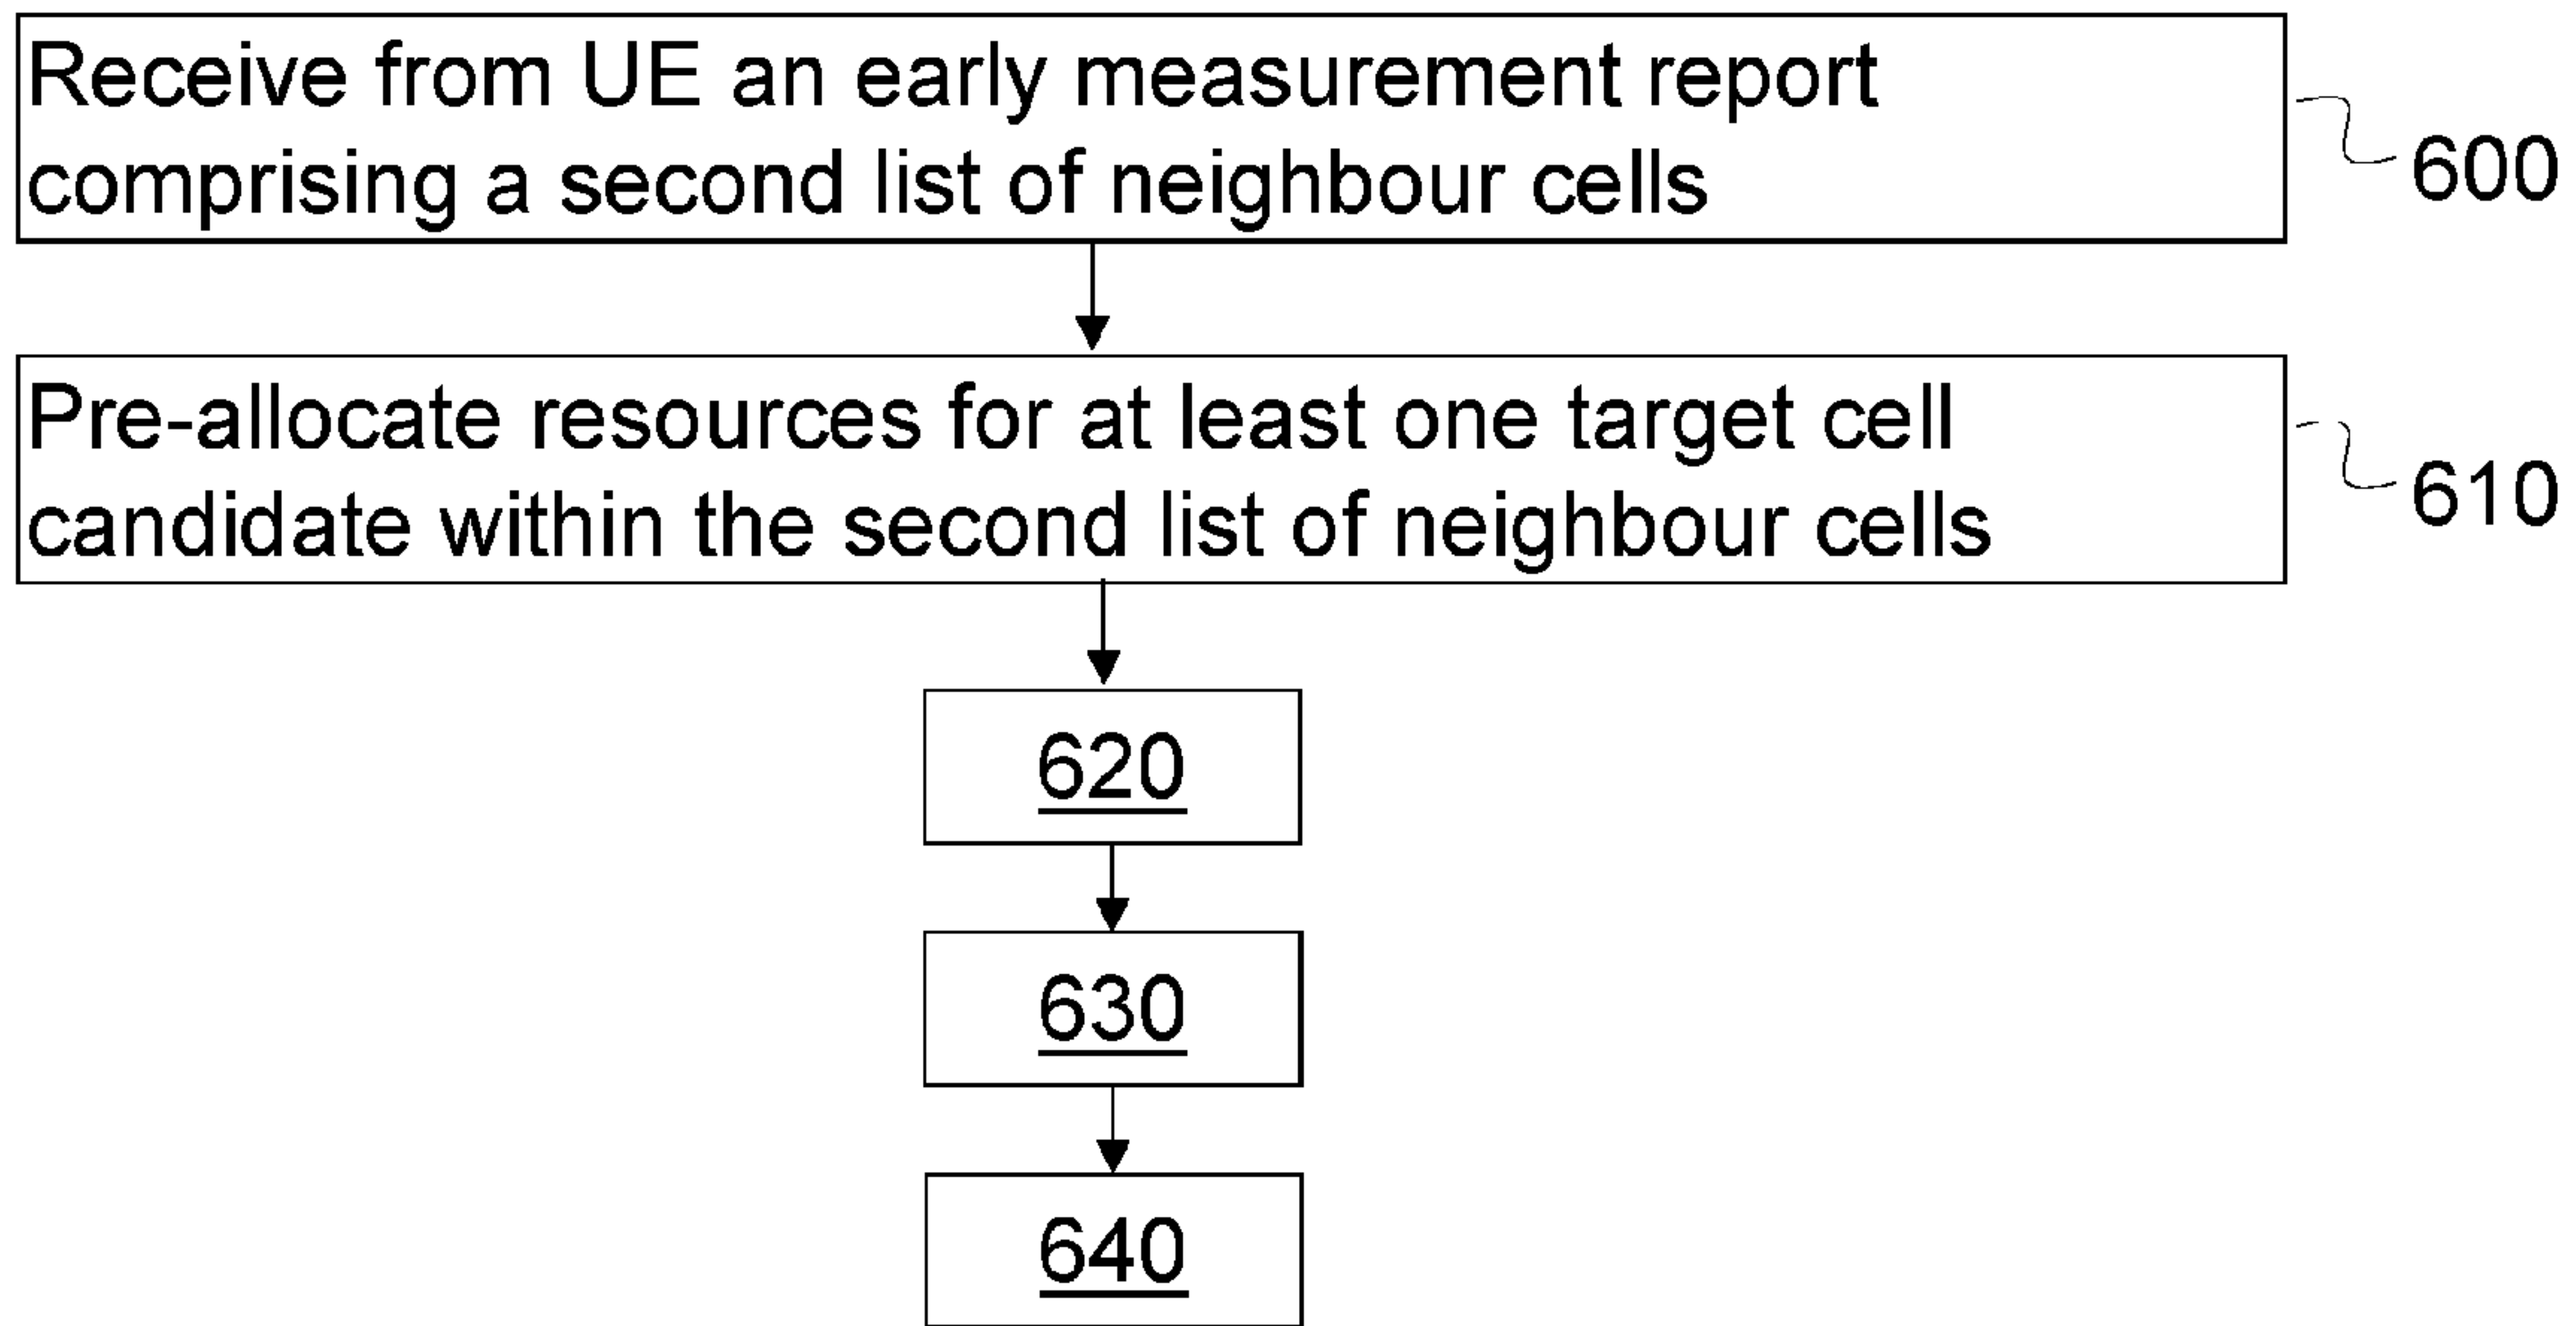 Receive from UE an early measurement report
comprising a second list of neighbour cells
600
Pre-allocate resources for at least one target cell
candidate within the second list of neighbour cells
610
620
630
640